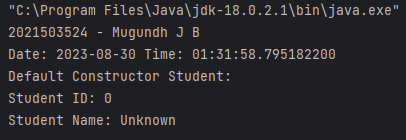 "C:\Program Files\Java\jdk-18.0.2.1\bin\java.exe"
2021503524 - Mugundh J B
Date: 2023-08-30 Time: 01:31:58.795182200
Default Constructor Student:
Student ID: 0
Student Name: Unknown